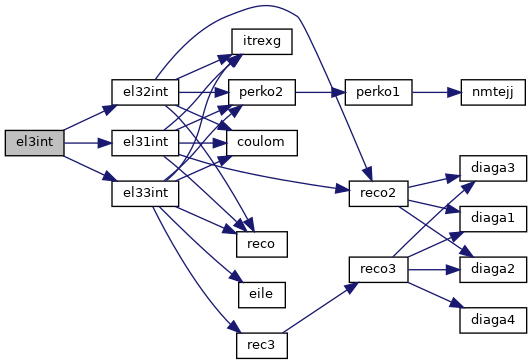 el3int
el32int
el31int
el33int
itrexg
perko2
coulom
reco
eile
rec3
perko1
reco2
reco3
nmtejj
diaga3
diaga1
diaga2
diaga4